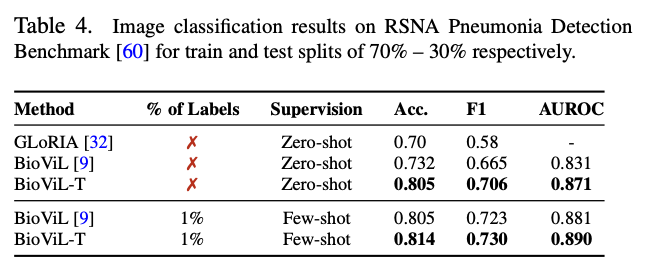 Table 4. Image classification results on RSNA Pneumonia Detection
Benchmark [60] for train and test splits of 70% – 30% respectively.
Method % of Labels Supervision Acc. F1 AUROC
GLoRIA [32] ✗ Zero-shot 0.70 0.58 -
BioViL [9] ✗ Zero-shot 0.732 0.665 0.831
BioViL-T ✗ Zero-shot 0.805 0.706 0.871
BioViL [9] 1% Few-shot 0.805 0.723 0.881
BioViL-T 1% Few-shot 0.814 0.730 0.890